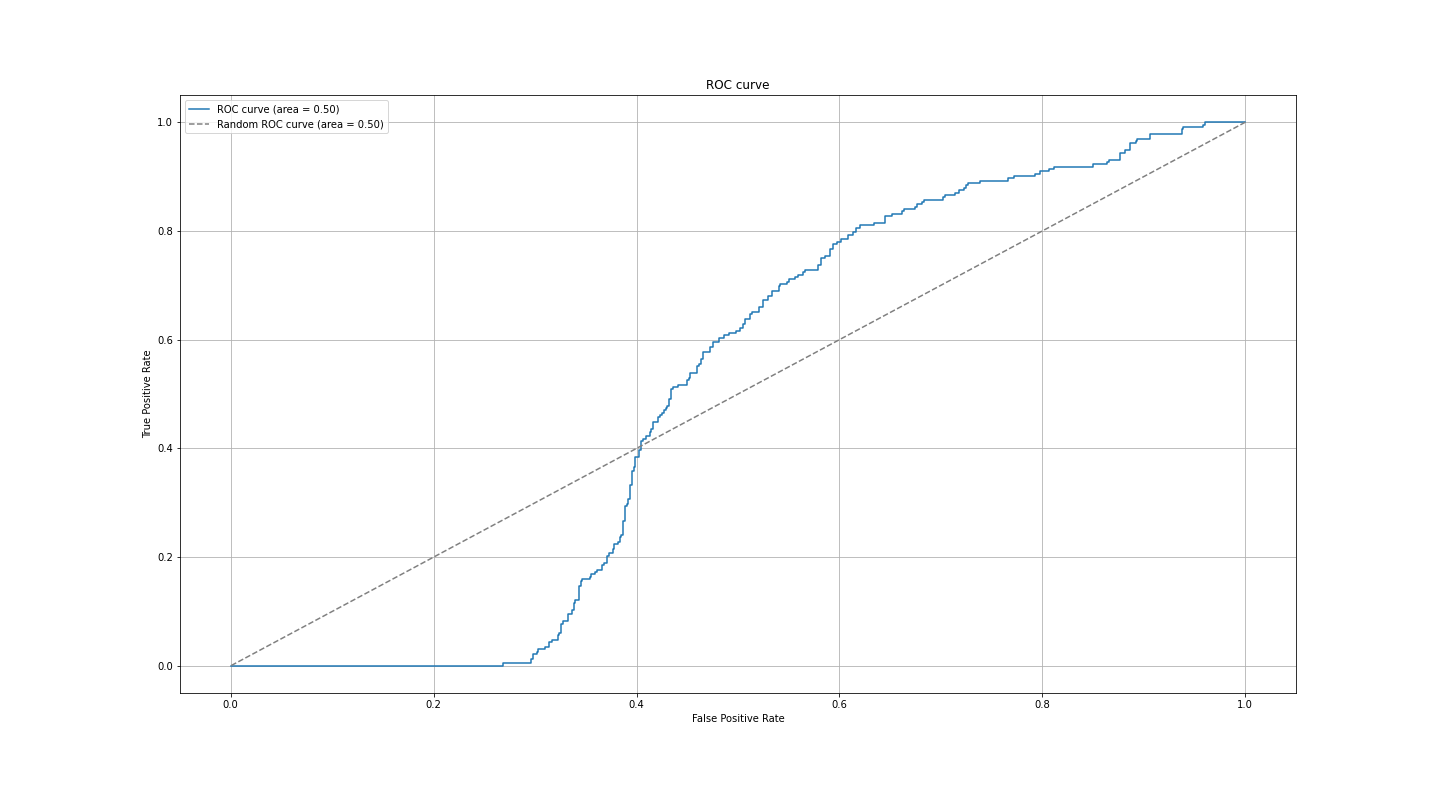 ROC curve
ROC curve (area = 0.50)
Random ROC curve (area = 0.50)
1.0
0.8
0.6
0.4
0.2
0.0
True Positive Rate
0.0 0.2 0.4 0.6 0.8 1.0
False Positive Rate